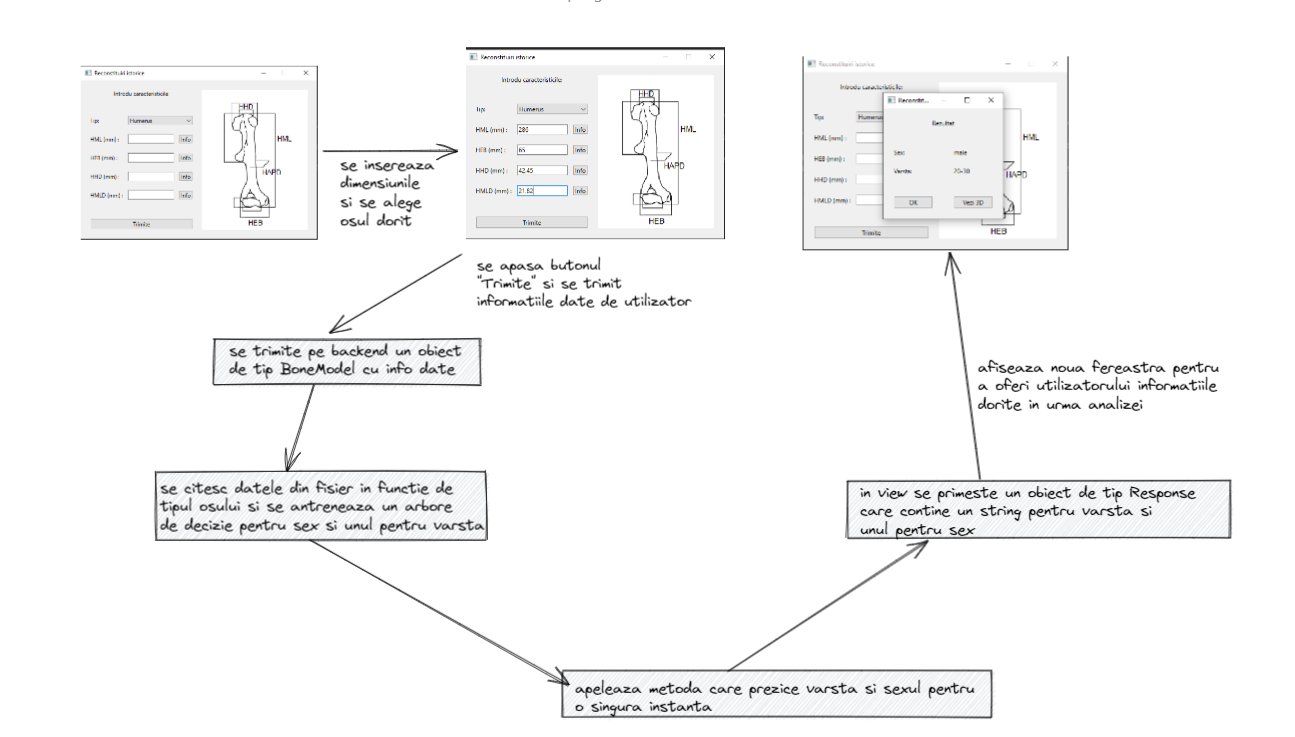 Reconstituiri istorice
Introdu caracteristicile:
Tip:
Humerus
HML (mm) :
Info
HEB (mm) :
Info
HHD (mm) :
Info
HMLD (mm) :
Info
Trimite
HHD
HML
HAPD
HEB
se insereaza
dimensiunile
si se alege
osul dorit
Reconstituiri istorice
Introdu caracteristicile:
Tip:
Humerus
HML (mm) :
286
Info
HEB (mm) :
65
Info
HHD (mm) :
42.45
Info
HMLD (mm) :
21.82
Info
Trimite
HHD
HML
HAPD
HEB
Reconstituiri istorice
Introdu caracteristicile:
Tip:
Humerus
HML (mm) :
HEB (mm) :
HHD (mm) :
HMLD (mm) :
Trimite
HML
HAPD
HEB
Reconstit...
Rezultat
Sex:
male
Varsta:
20-30
OK
Vezi 3D
se apasa butonul
"Trimite" si se trimit
informatiile date de utilizator
se trimite pe backend un obiect
de tip BoneModel cu info date
afiseaza noua fereastra pentru
a oferi utilizatorului informatiile
dorite in urma analizei
se citesc datele din fisier in functie de
tipul osului si se antreneaza un arbore
de decizie pentru sex si unul pentru varsta
in view se primeste un obiect de tip Response
care contine un string pentru varsta si
unul pentru sex
apeleaza metoda care prezice varsta si sexul pentru
o singura instanta